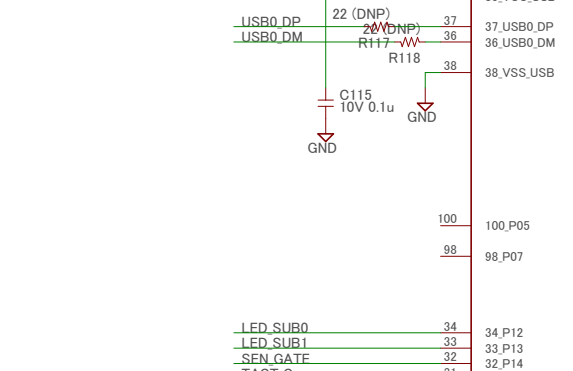 22 (DNP)
USB0_DP
22 (DNP)
37
37_USB0_DP
USB0_DM
R117
36
36_USB0_DM
R118
38
38_VSS_USB
C115
10V 0.1u
GND
GND
100
100_P05
98
98_P07
LED_SUB0
34
34_P12
LED_SUB1
33
33_P13
SEN_GATE
32
32_P14